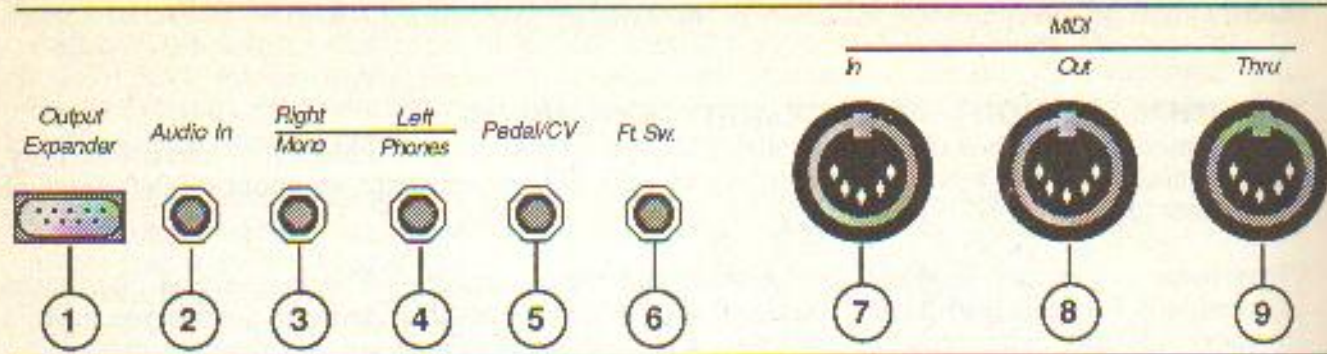 MIDI
In Out Thru
Output Expander
Audio In
Right Mono
Left Phones
Pedal/CV
Ft. Sw.
1 2 3 4 5 6 7 8 9